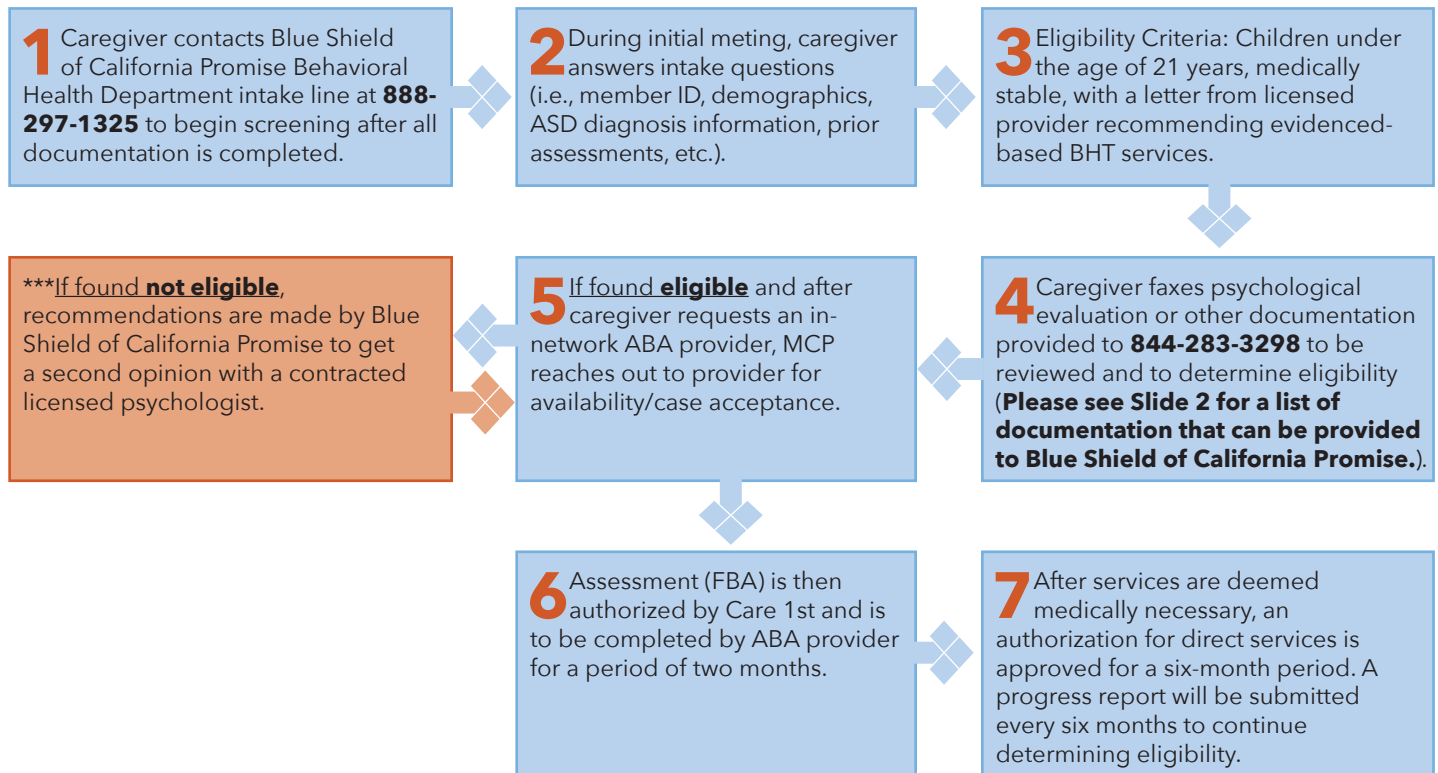 1 Caregiver contacts Blue Shield
of California Promise Behavioral
Health Department intake line at 888-
297-1325 to begin screening after all
documentation is completed.
2 During initial meting, caregiver
answers intake questions
(i.e., member ID, demographics,
ASD diagnosis information, prior
assessments, etc.).
3 Eligibility Criteria: Children under
the age of 21 years, medically
stable, with a letter from licensed
provider recommending evidenced-
based BHT services.
4 Caregiver faxes psychological
evaluation or other documentation
provided to 844-283-3298 to be
reviewed and to determine eligibility
(Please see Slide 2 for a list of
documentation that can be provided
to Blue Shield of California Promise.).
5 If found eligible and after
caregiver requests an in-
network ABA provider, MCP
reaches out to provider for
availability/case acceptance.
***If found not eligible,
recommendations are made by Blue
Shield of California Promise to get
a second opinion with a contracted
licensed psychologist.
6 Assessment (FBA) is then
authorized by Care 1st and is
to be completed by ABA provider
for a period of two months.
7 After services are deemed
medically necessary, an
authorization for direct services is
approved for a six-month period. A
progress report will be submitted
every six months to continue
determining eligibility.